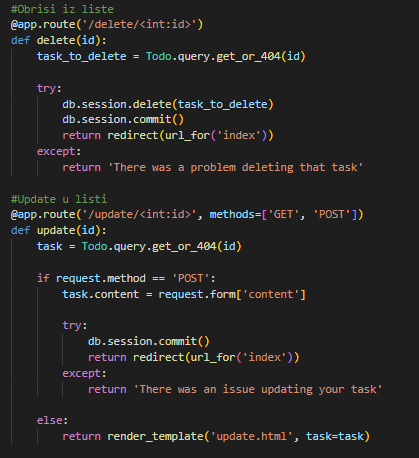 #Obrisi iz liste
@app.route('/delete/<int:id>')
def delete(id):
    task_to_delete = Todo.query.get_or_404(id)

    try:
        db.session.delete(task_to_delete)
        db.session.commit()
        return redirect(url_for('index'))
    except:
        return 'There was a problem deleting that task'

#Update u listi
@app.route('/update/<int:id>', methods=['GET', 'POST'])
def update(id):
    task = Todo.query.get_or_404(id)

    if request.method == 'POST':
        task.content = request.form['content']

        try:
            db.session.commit()
            return redirect(url_for('index'))
        except:
            return 'There was an issue updating your task'

    else:
        return render_template('update.html', task=task)